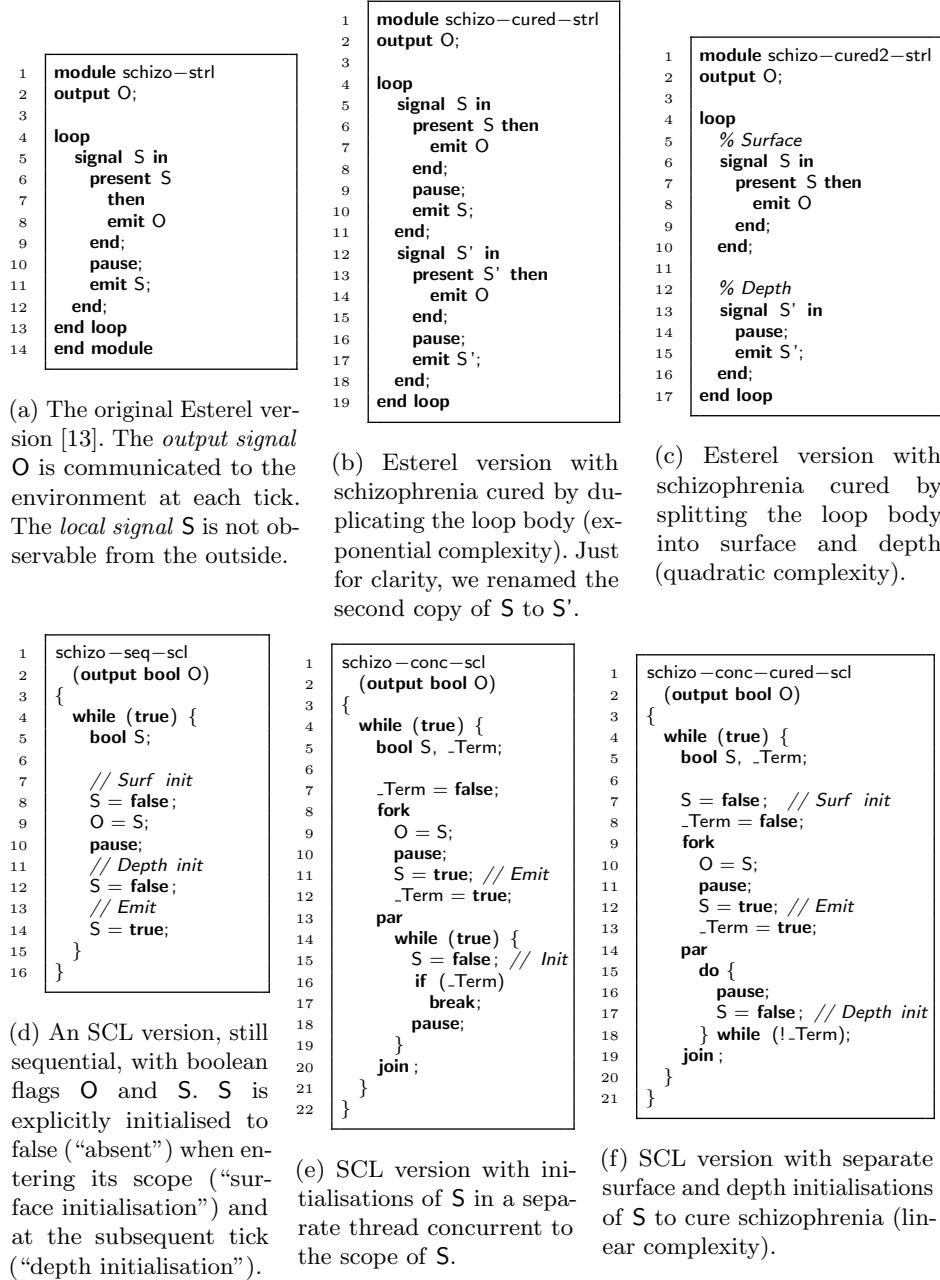 1 module schizo−strl
2 output O;
3
4 loop
5 signal S in
6 present S
7 then
8 emit O
9 end;
10 pause;
11 emit S;
12 end;
13 end loop
14 end module
(a) The original Esterel ver-
sion [13]. The output signal
O is communicated to the
environment at each tick.
The local signal S is not ob-
servable from the outside.
1 module schizo−cured−strl
2 output O;
3
4 loop
5 signal S in
6 present S then
7 emit O
8 end;
9 pause;
10 emit S;
11 end;
12 signal S' in
13 present S' then
14 emit O
15 end;
16 pause;
17 emit S';
18 end;
19 end loop
(b) Esterel version with
schizophrenia cured by du-
plicating the loop body (ex-
ponential complexity). Just
for clarity, we renamed the
second copy of S to S'.
1 module schizo−cured2−strl
2 output O;
3
4 loop
5 % Surface
6 signal S in
7 present S then
8 emit O
9 end;
10 end;
11
12 % Depth
13 signal S' in
14 pause;
15 emit S';
16 end;
17 end loop
(c) Esterel version with
schizophrenia cured by
splitting the loop body
into surface and depth
(quadratic complexity).
1 schizo−seq−scl
2 (output bool O)
3 {
4 while (true) {
5 bool S;
6
7 // Surf init
8 S = false;
9 O = S;
10 pause;
11 // Depth init
12 S = false;
13 // Emit
14 S = true;
15 }
16 }
(d) An SCL version, still
sequential, with boolean
flags O and S. S is
explicitly initialised to
false (“absent”) when en-
tering its scope (“sur-
face initialisation”) and
at the subsequent tick
(“depth initialisation”).
1 schizo−conc−scl
2 (output bool O)
3 {
4 while (true) {
5 bool S, _Term;
6
7 _Term = false;
8 fork
9 O = S;
10 pause;
11 S = true; // Emit
12 _Term = true;
13 par
14 while (true) {
15 S = false; // Init
16 if (_Term)
17 break;
18 pause;
19 }
20 join;
21 }
22 }
(e) SCL version with ini-
tialisations of S in a sepa-
rate thread concurrent to
the scope of S.
1 schizo−conc−cured−scl
2 (output bool O)
3 {
4 while (true) {
5 bool S, _Term;
6
7 S = false; // Surf init
8 _Term = false;
9 fork
10 O = S;
11 pause;
12 S = true; // Emit
13 _Term = true;
14 par
15 do {
16 pause;
17 S = false; // Depth init
18 } while (!_Term);
19 join;
20 }
21 }
(f) SCL version with separate
surface and depth initialisations
of S to cure schizophrenia (lin-
ear complexity).